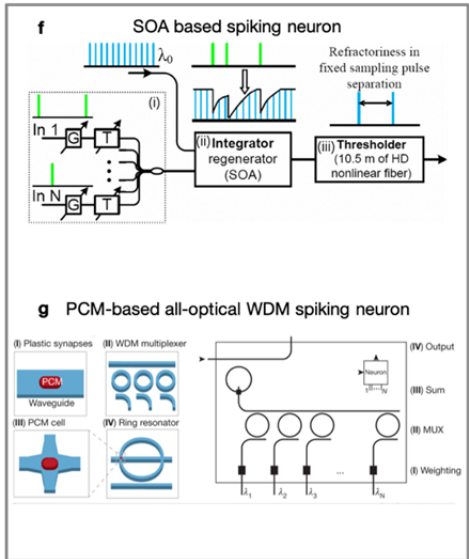 f SOA based spiking neuron
λ₀
Refractoriness in
fixed sampling pulse
separation
(i)
In 1
G
T
(ii) Integrator
regenerator
(SOA)
(iii) Thresholder
(10.5 m of HD
nonlinear fiber)
In N
G
T
g PCM-based all-optical WDM spiking neuron
(I) Plastic synapses
(II) WDM multiplexer
(IV) Output
PCM
Neuron
Waveguide
(III) Sum
(III) PCM cell
(IV) Ring resonator
(II) MUX
...
(I) Weighting
λ₁ λ₂ λ₃ λN